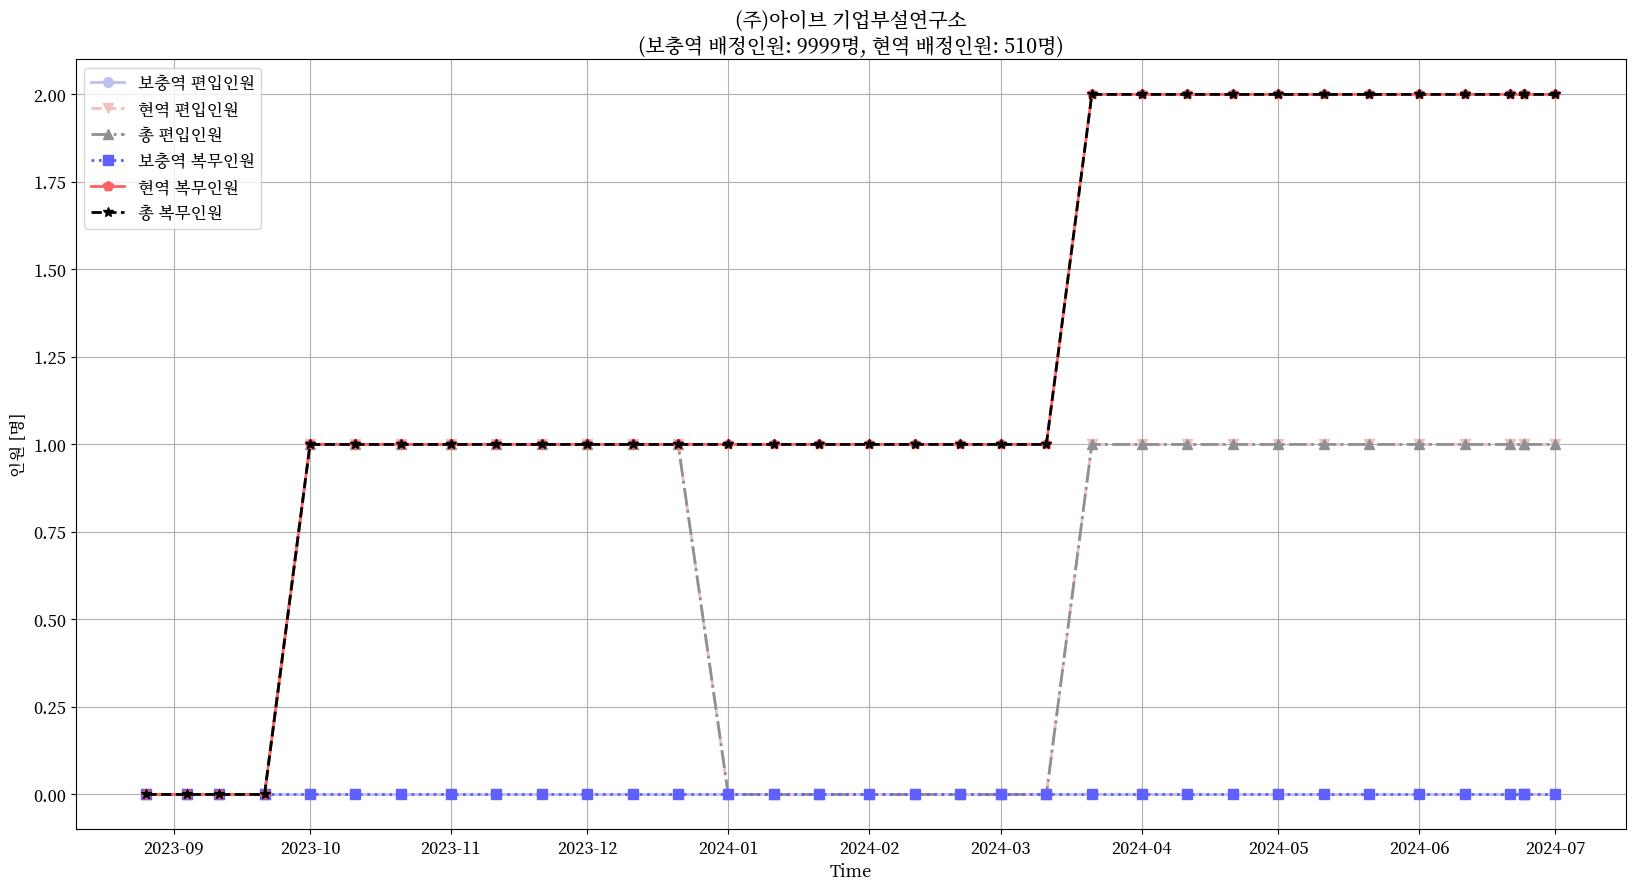 (주)아이브 기업부설연구소
(보충역 배정인원: 9999명, 현역 배정인원: 510명)
보충역 편입인원
현역 편입인원
총 편입인원
보충역 복무인원
현역 복무인원
총 복무인원
2.00
1.75
1.50
1.25
1.00
0.75
0.50
0.25
0.00
인원 [명]
2023-09 2023-10 2023-11 2023-12 2024-01 2024-02 2024-03 2024-04 2024-05 2024-06 2024-07
Time